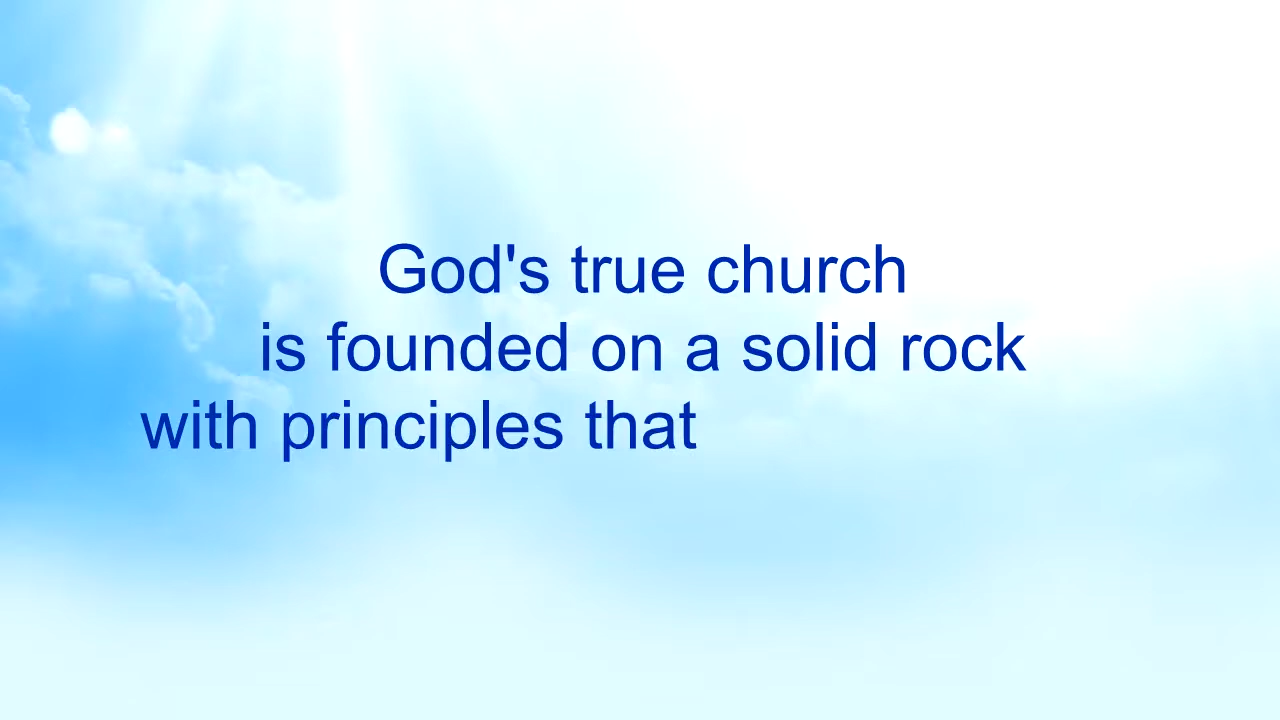 God's true church
is founded on a solid rock
with principles that